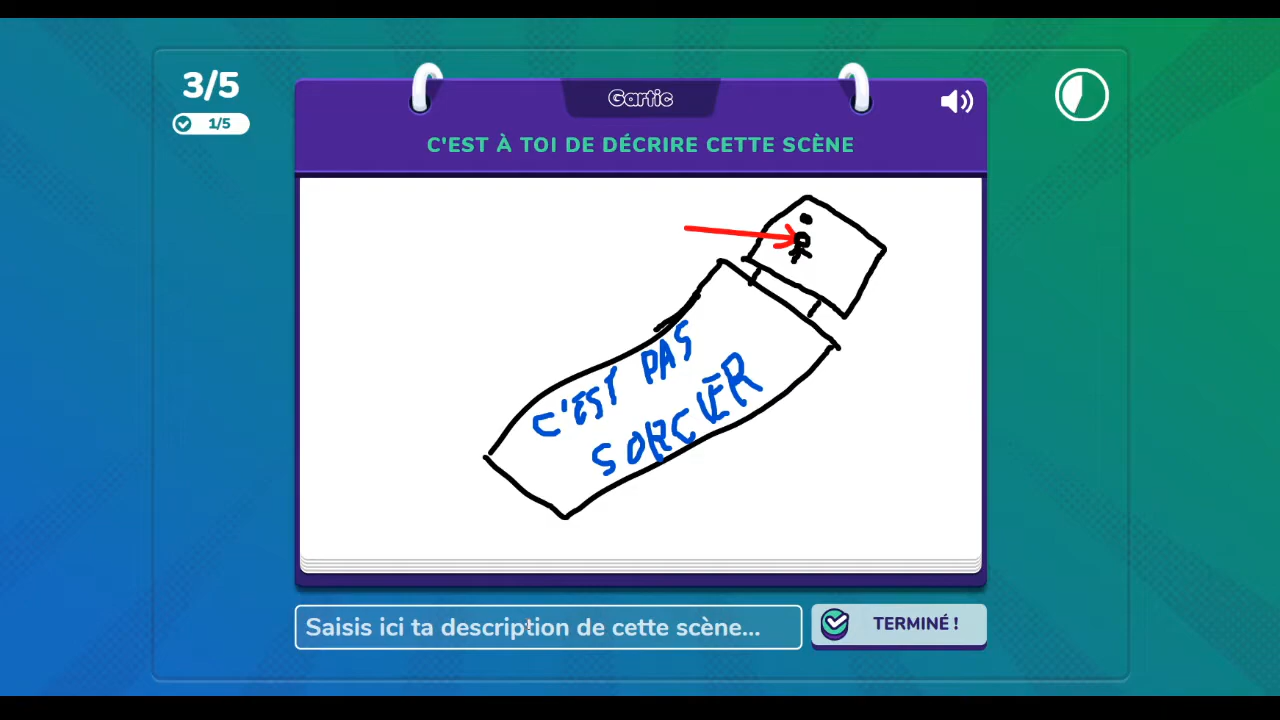 3/5
1/5
Gartic
C'EST À TOI DE DÉCRIRE CETTE SCÈNE
C'EST PAS
SORCIER
Saisis ici ta description de cette scène...
TERMINÉ !